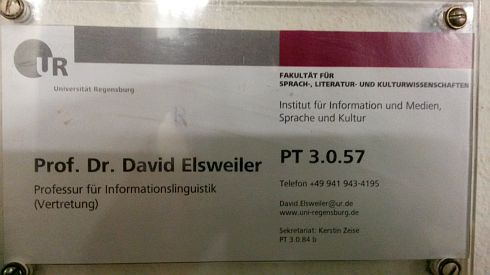 UR
Universität Regensburg
FAKULTÄT FÜR
SPRACH-, LITERATUR- UND KULTURWISSENSCHAFTEN
Institut für Information und Medien,
Sprache und Kultur
Prof. Dr. David Elsweiler
Professur für Informationslinguistik
(Vertretung)
PT 3.0.57
Telefon +49 941 943-4195
David.Elsweiler@ur.de
www.uni-regensburg.de
Sekretariat: Kerstin Zeise
PT 3.0.84 b